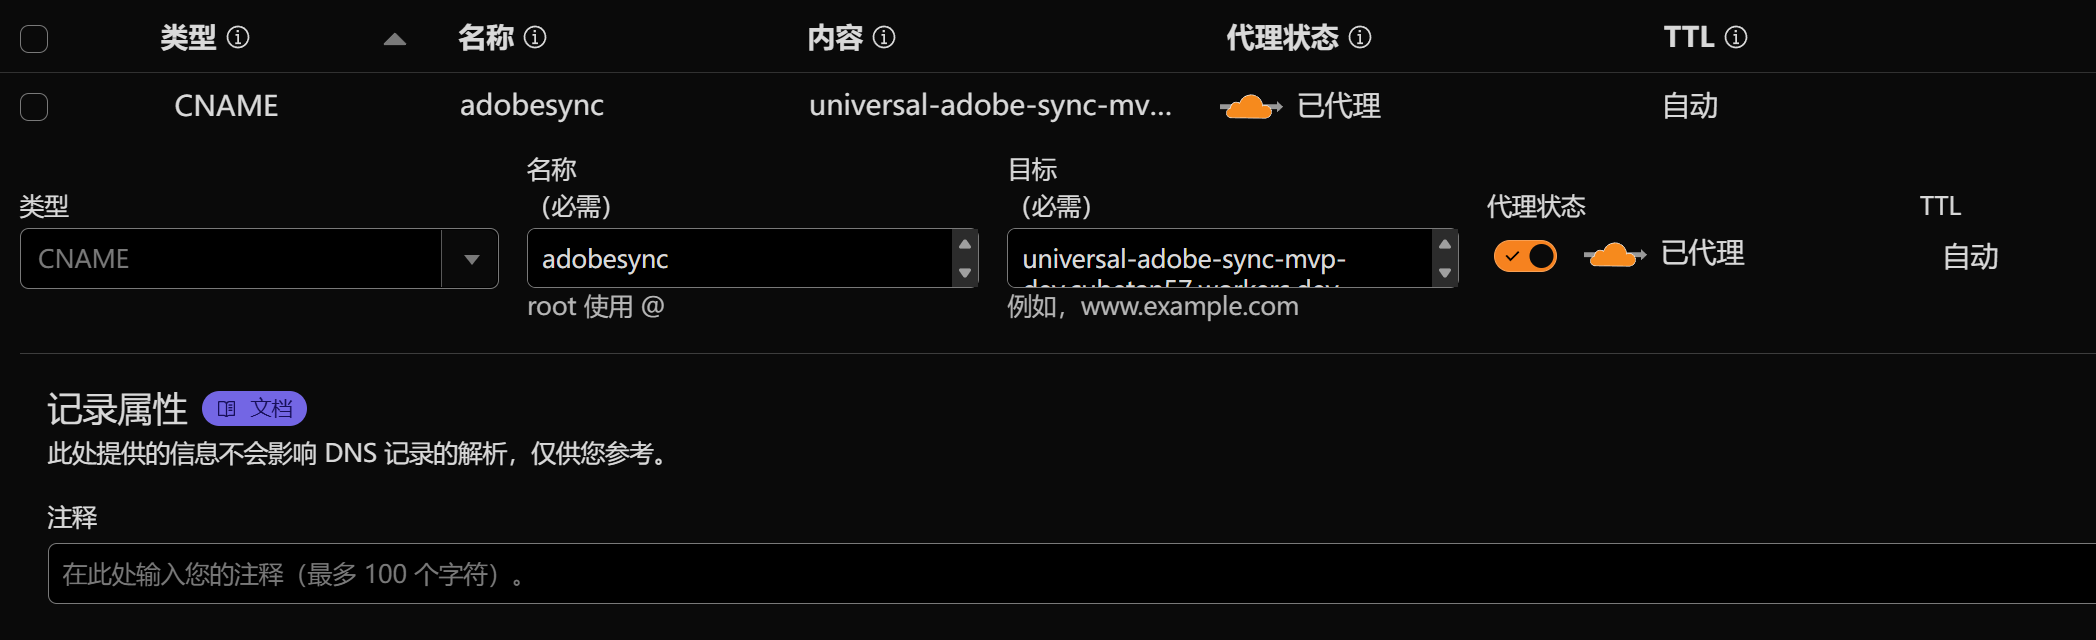 类型 名称 内容 代理状态 TTL
CNAME adobesync universal-adobe-sync-mv... 已代理 自动
类型
名称
（必需）
目标
（必需）
代理状态
TTL
CNAME
adobesync
universal-adobe-sync-mvp-
已代理
自动
root 使用 @
例如，www.example.com
记录属性 文档
此处提供的信息不会影响 DNS 记录的解析，仅供您参考。
注释
在此处输入您的注释（最多 100 个字符）。